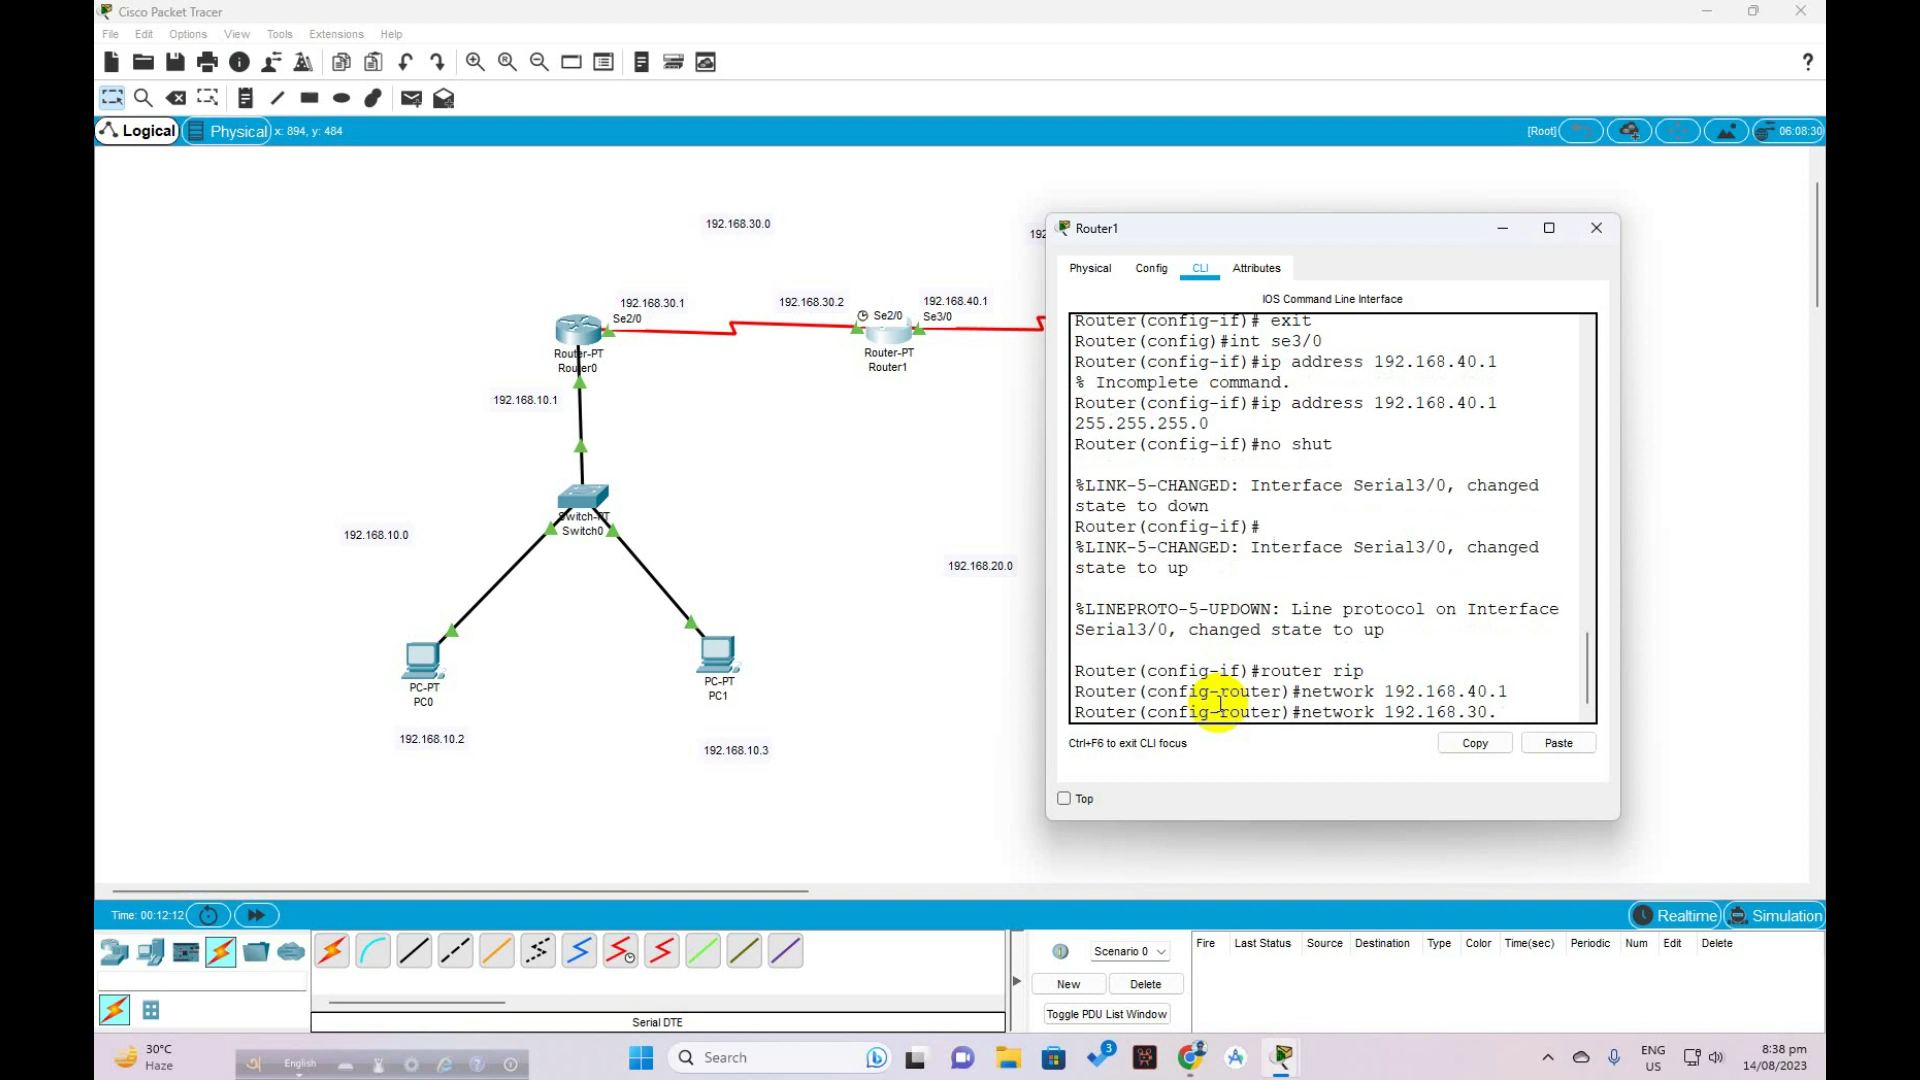 Cisco Packet Tracer
File Edit Options View Tools Extensions Help
Logical Physical x: 894, y: 484
[Root] 06:08:30
192.168.30.0
192
192.168.30.1
Se2/0
192.168.30.2
Se2/0
192.168.40.1
Se3/0
Router-PT
Router0
Router-PT
Router1
192.168.10.1
Switch-PT
Switch0
192.168.10.0
192.168.20.0
PC-PT
PC0
PC-PT
PC1
192.168.10.2
192.168.10.3
Router1
Physical Config CLI Attributes
IOS Command Line Interface
Router(config-if)# exit
Router(config)#int se3/0
Router(config-if)#ip address 192.168.40.1
% Incomplete command.
Router(config-if)#ip address 192.168.40.1
255.255.255.0
Router(config-if)#no shut
%LINK-5-CHANGED: Interface Serial3/0, changed
state to down
Router(config-if)#
%LINK-5-CHANGED: Interface Serial3/0, changed
state to up
%LINEPROTO-5-UPDOWN: Line protocol on Interface
Serial3/0, changed state to up
Router(config-if)#router rip
Router(config-router)#network 192.168.40.1
Router(config-router)#network 192.168.30.
Ctrl+F6 to exit CLI focus
Copy Paste
Top
Time: 00:12:12
Realtime Simulation
Scenario 0
New Delete
Toggle PDU List Window
Fire Last Status Source Destination Type Color Time(sec) Periodic Num Edit Delete
Serial DTE
30°C
Haze
English
Search
3
ENG
US
8:38 pm
14/08/2023